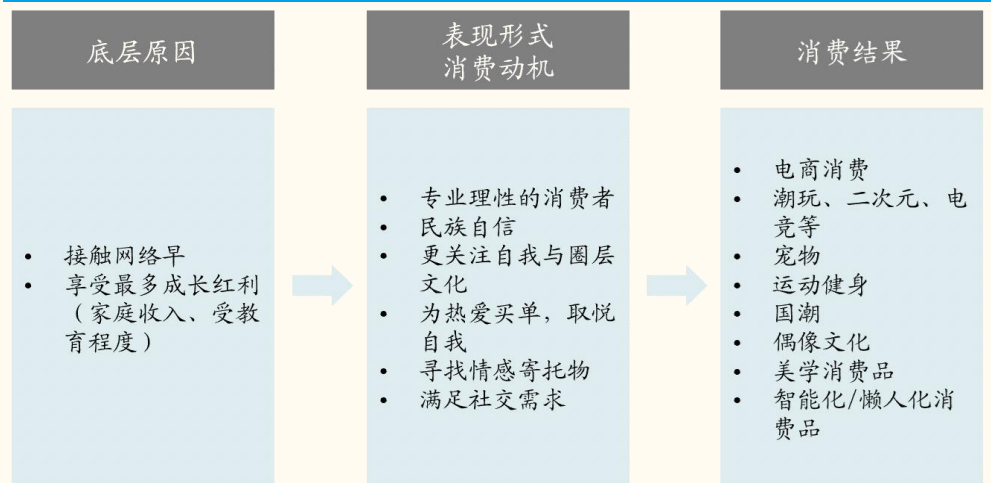 底层原因
• 接触网络早
• 享受最多成长红利
（家庭收入、受教
育程度）
表现形式
消费动机
• 专业理性的消费者
• 民族自信
• 更关注自我与圈层
文化
• 为热爱买单，取悦
自我
• 寻找情感寄托物
• 满足社交需求
消费结果
• 电商消费
• 潮玩、二次元、电
竞等
• 宠物
• 运动健身
• 国潮
• 偶像文化
• 美学消费品
• 智能化/懒人化消
费品